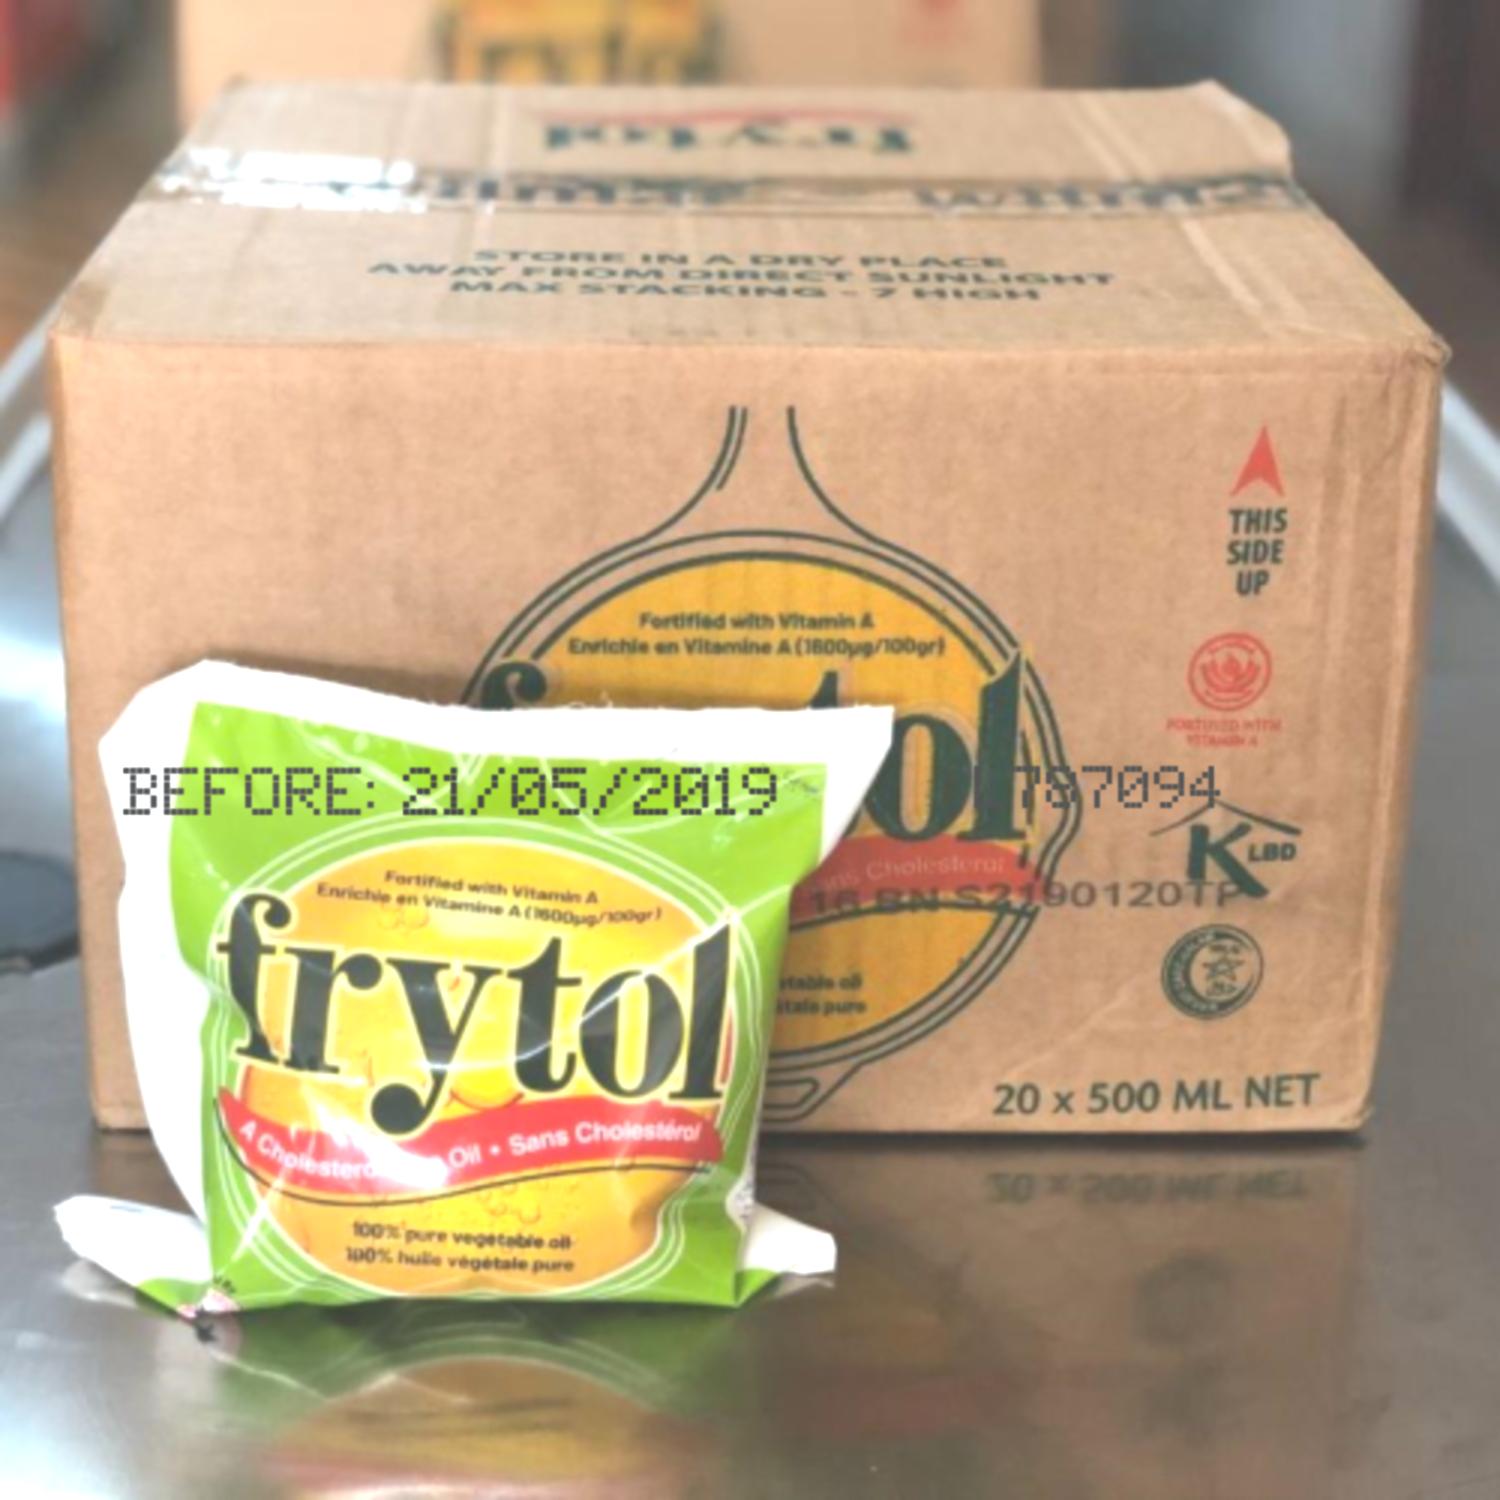 frytol
STORE IN A DRY PLACE
AWAY FROM DIRECT SUNLIGHT
MAX STACKING - 7 HIGH
THIS
SIDE
UP
Fortified with Vitamin A
Enrichie en Vitamine A (1600µg/100gr)
FORTIFIED WITH
VITAMIN A
BEFORE: 21/05/2019
787094
K LBD
BN S2190120TP
20 x 500 ML NET
Fortified with Vitamin A
Enrichie en Vitamine A (1600µg/100gr)
frytol
A Cholesterol Oil • Sans Cholestérol
100% pure vegetable oil
100% huile végétale pure